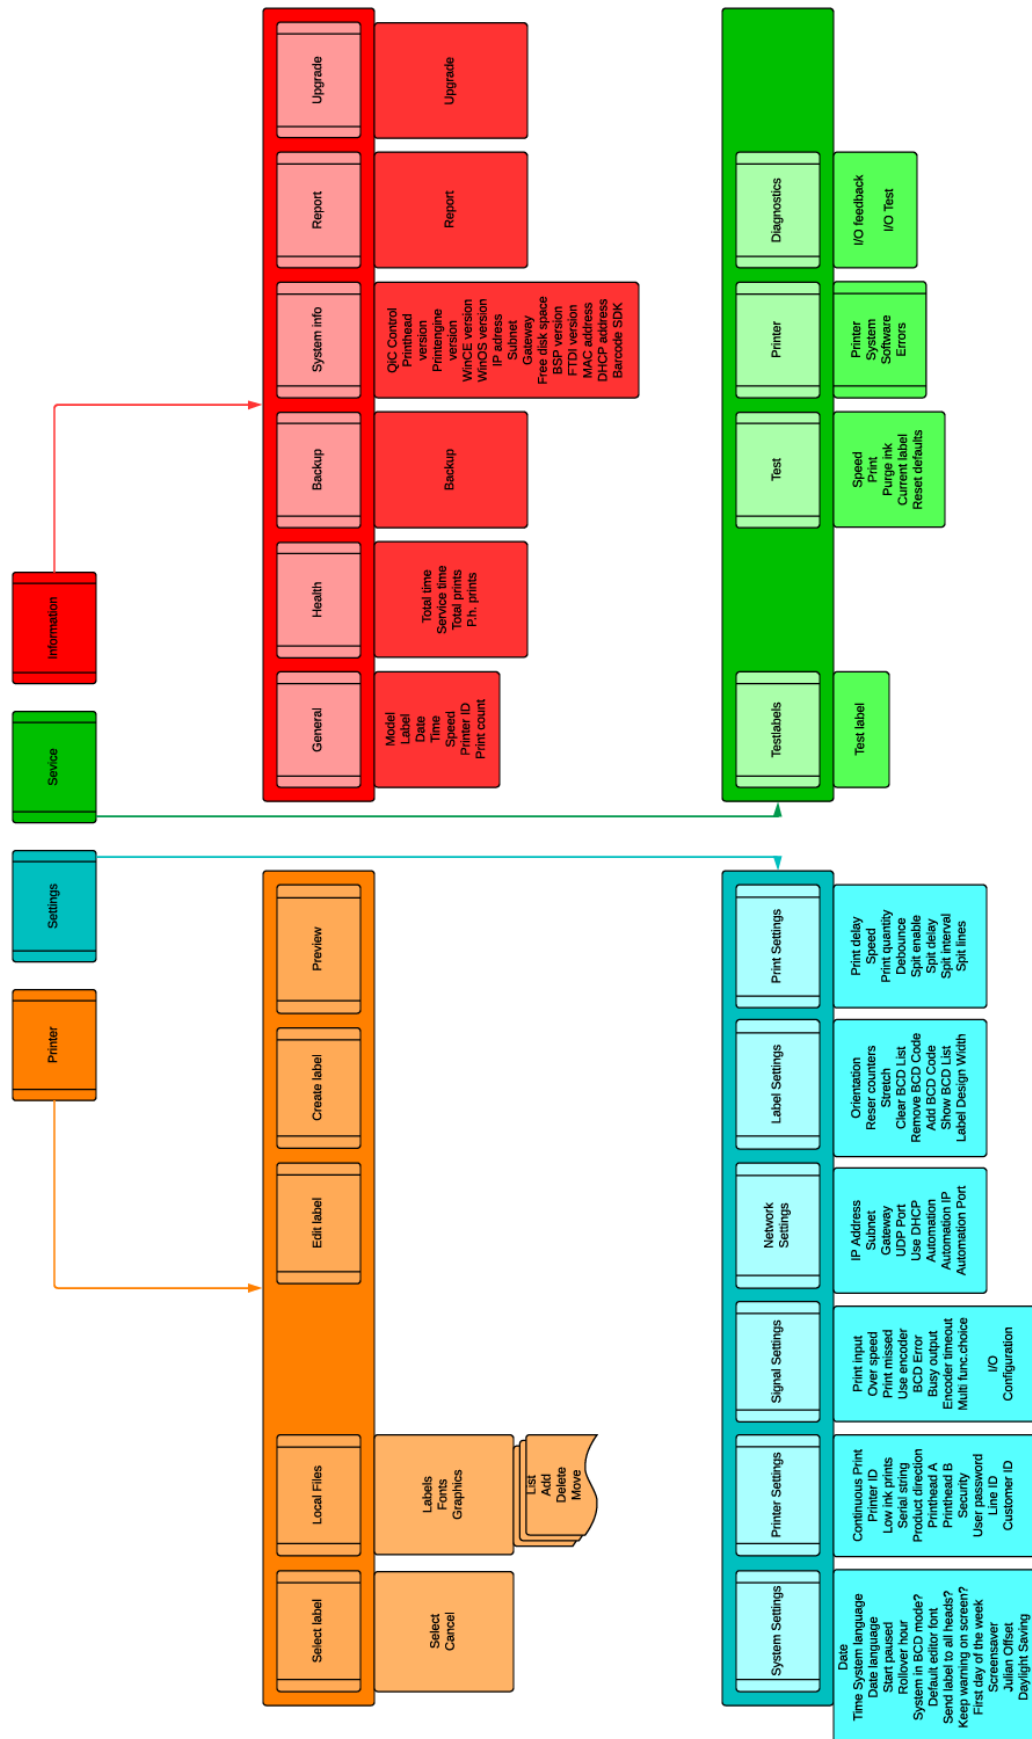 Printer
Settings
Sevice
Information
Select label
Local Files
Edit label
Create label
Preview
Select
Cancel
Labels
Fonts
Graphics
List
Add
Delete
Move
General
Health
Backup
System info
Report
Upgrade
Model
Label
Date
Time
Speed
Printer ID
Print count
Total time
Service time
Total prints
P.h. prints
Backup
QiC Control
Printhead
version
Printengine
version
WinCE version
WinOS version
IP adress
Subnet
Gateway
Free disk space
BSP version
FTDI version
MAC address
DHCP address
Barcode SDK
Report
Upgrade
System Settings
Printer Settings
Signal Settings
Network
Settings
Label Settings
Print Settings
Date
Time System language
Date language
Start paused
Rollover hour
System in BCD mode?
Default editor font
Send label to all heads?
Keep warning on screen?
First day of the week
Screensaver
Julian Offset
Daylight Saving
Continuous Print
Printer ID
Low ink prints
Serial string
Product direction
Printhead A
Printhead B
Security
User password
Line ID
Customer ID
Print input
Over speed
Print missed
Use encoder
BCD Error
Busy output
Encoder timeout
Multi func.choice
I/O
Configuration
IP Address
Subnet
Gateway
UDP Port
Use DHCP
Automation
Automation IP
Automation Port
Orientation
Reser counters
Stretch
Clear BCD List
Remove BCD Code
Add BCD Code
Show BCD List
Label Design Width
Print delay
Speed
Print quantity
Debounce
Spit enable
Spit delay
Spit interval
Spit lines
Testlabels
Test
Printer
Diagnostics
Test label
Speed
Print
Purge ink
Current label
Reset defaults
Printer
System
Software
Errors
I/O feedback
I/O Test